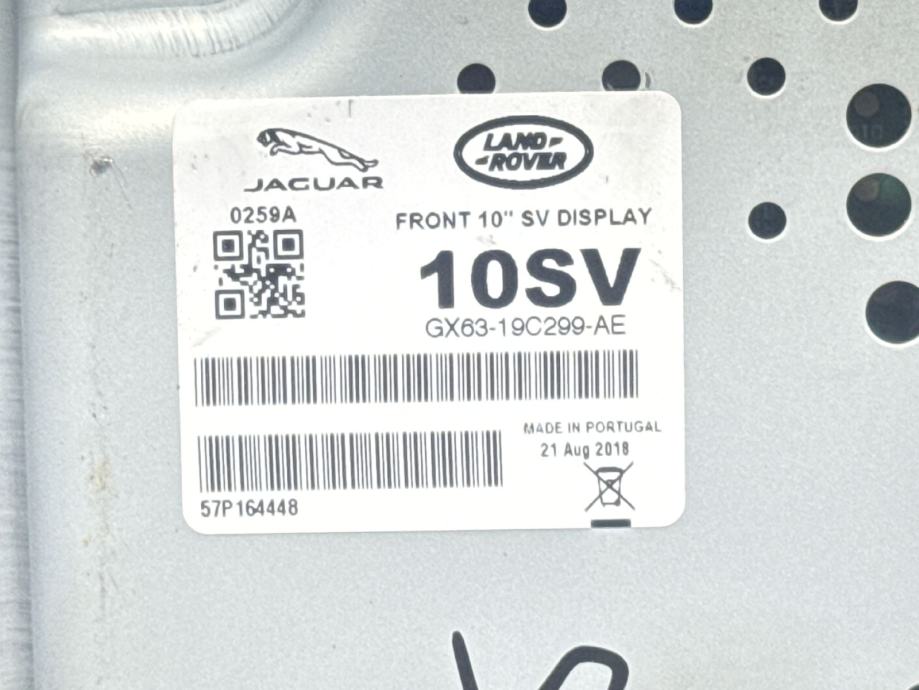 JAGUAR
LAND
ROVER
0259A
FRONT 10" SV DISPLAY
10SV
GX63-19C299-AE
MADE IN PORTUGAL
21 Aug 2018
57P164448